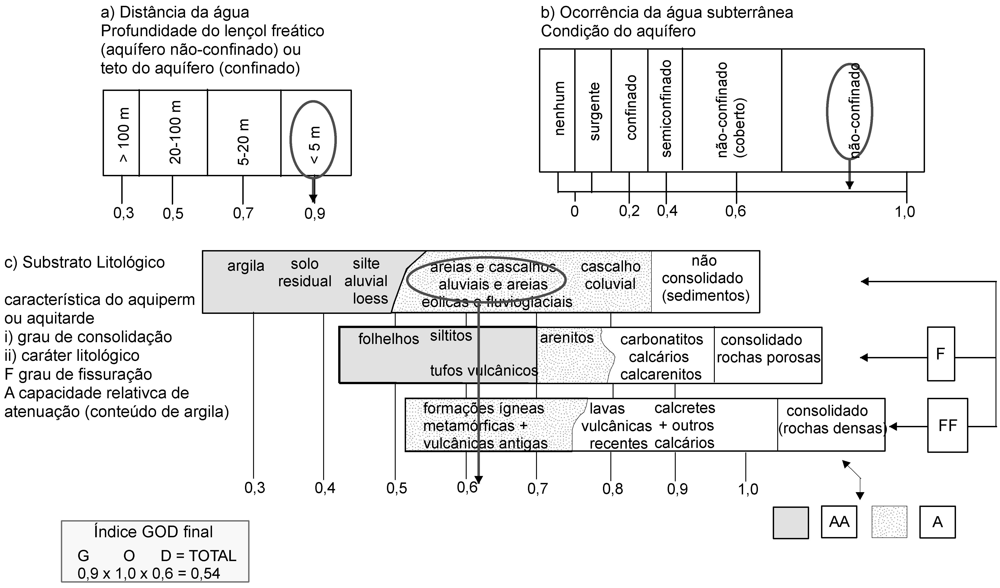 a) Distância da água
Profundidade do lençol freático
(aquífero não-confinado) ou
teto do aquífero (confinado)
> 100 m
20-100 m
5-20 m
< 5 m
0,3
0,5
0,7
0,9
b) Ocorrência da água subterrânea
Condição do aquífero
nenhum
surgente
confinado
semiconfinado
não-confinado
(coberto)
não-confinado
0
0,2
0,4
0,6
1,0
c) Substrato Litológico
característica do aquiperm
ou aquitarde
i) grau de consolidação
ii) caráter litológico
F grau de fissuração
A capacidade relativca de
atenuação (conteúdo de argila)
argila
solo
residual
silte
aluvial
loess
areias e cascalhos
aluviais e areias
eólicas e fluvioglaciais
cascalho
coluvial
não
consolidado
(sedimentos)
folhelhos
siltitos
tufos vulcânicos
arenitos
carbonatitos
calcários
calcarenitos
consolidado
rochas porosas
F
formações ígneas
metamórficas +
vulcânicas antigas
lavas
vulcânicas
recentes
calcretes
+ outros
calcários
consolidado
(rochas densas)
FF
0,3
0,4
0,5
0,6
0,7
0,8
0,9
1,0
AA
A
Índice GOD final
G O D = TOTAL
0,9 x 1,0 x 0,6 = 0,54